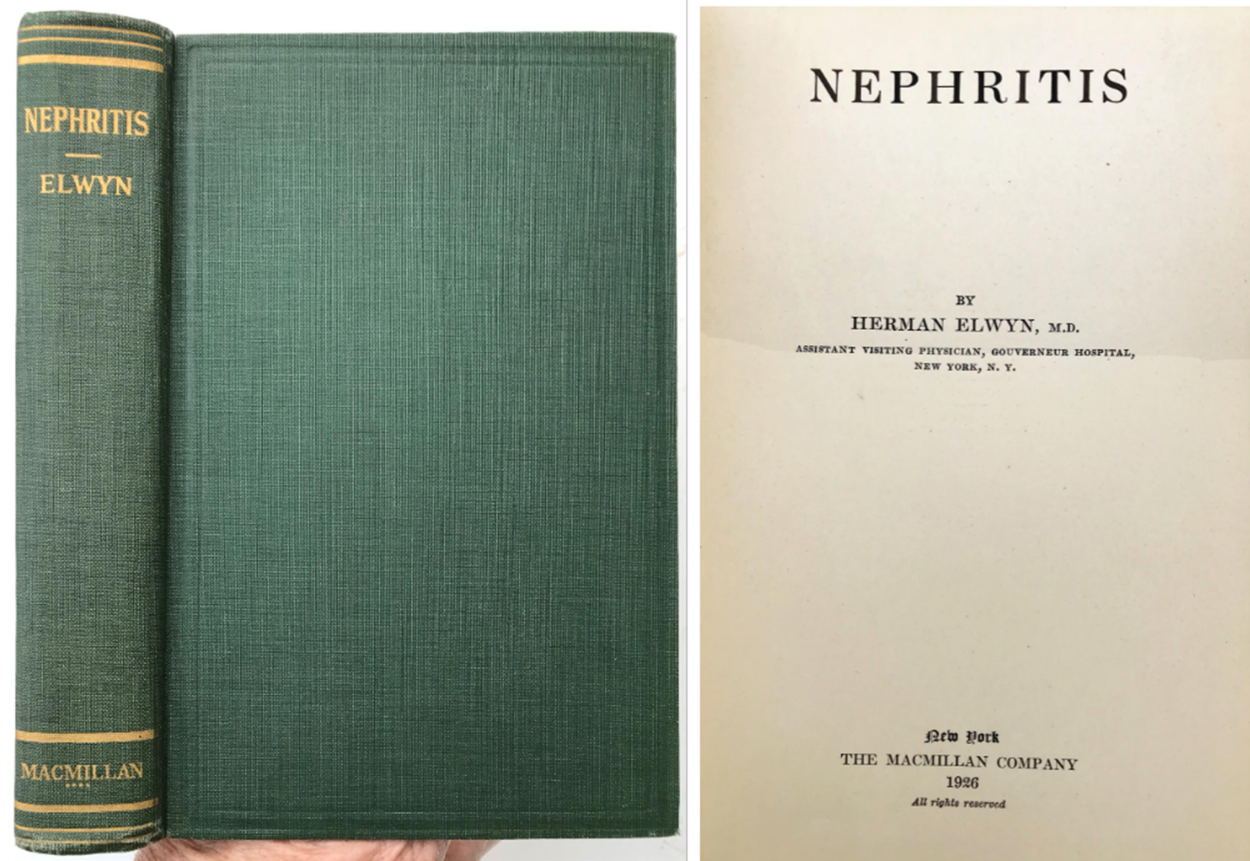 NEPHRITIS
ELWYN
MACMILLAN
NEPHRITIS
BY
HERMAN ELWYN, M.D.
ASSISTANT VISITING PHYSICIAN, GOUVERNEUR HOSPITAL,
NEW YORK, N. Y.
New York
THE MACMILLAN COMPANY
1926
All rights reserved